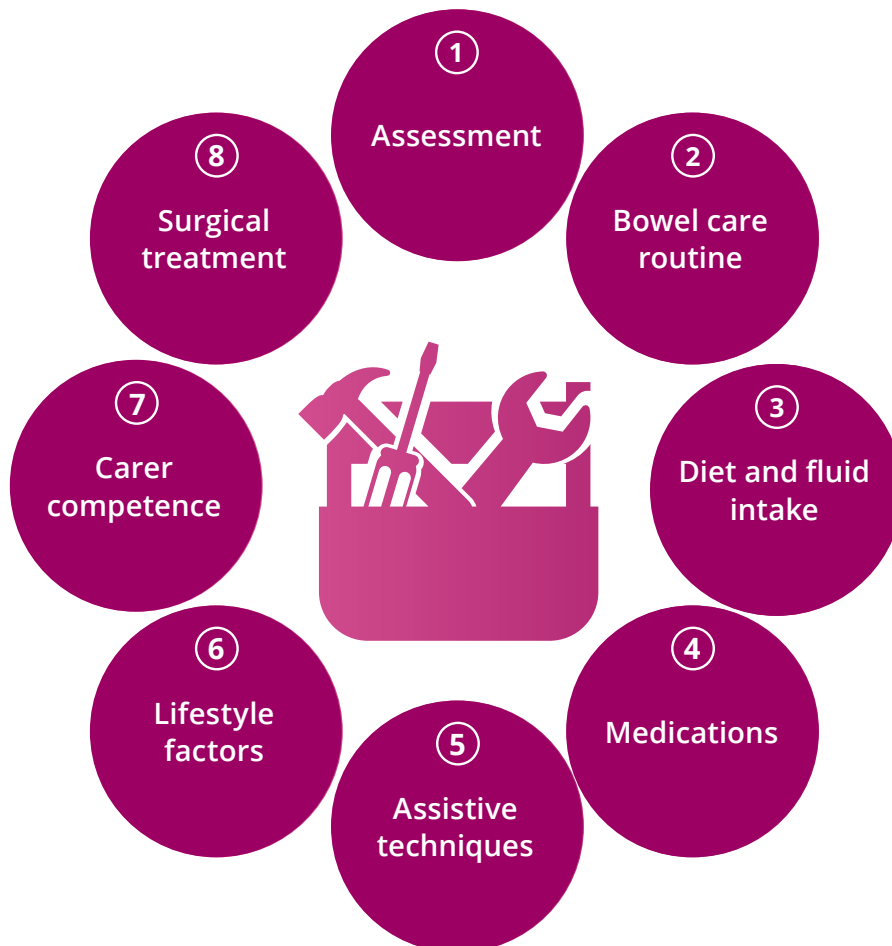 1
Assessment
2
Bowel care
routine
3
Diet and fluid
intake
4
Medications
5
Assistive
techniques
6
Lifestyle
factors
7
Carer
competence
8
Surgical
treatment